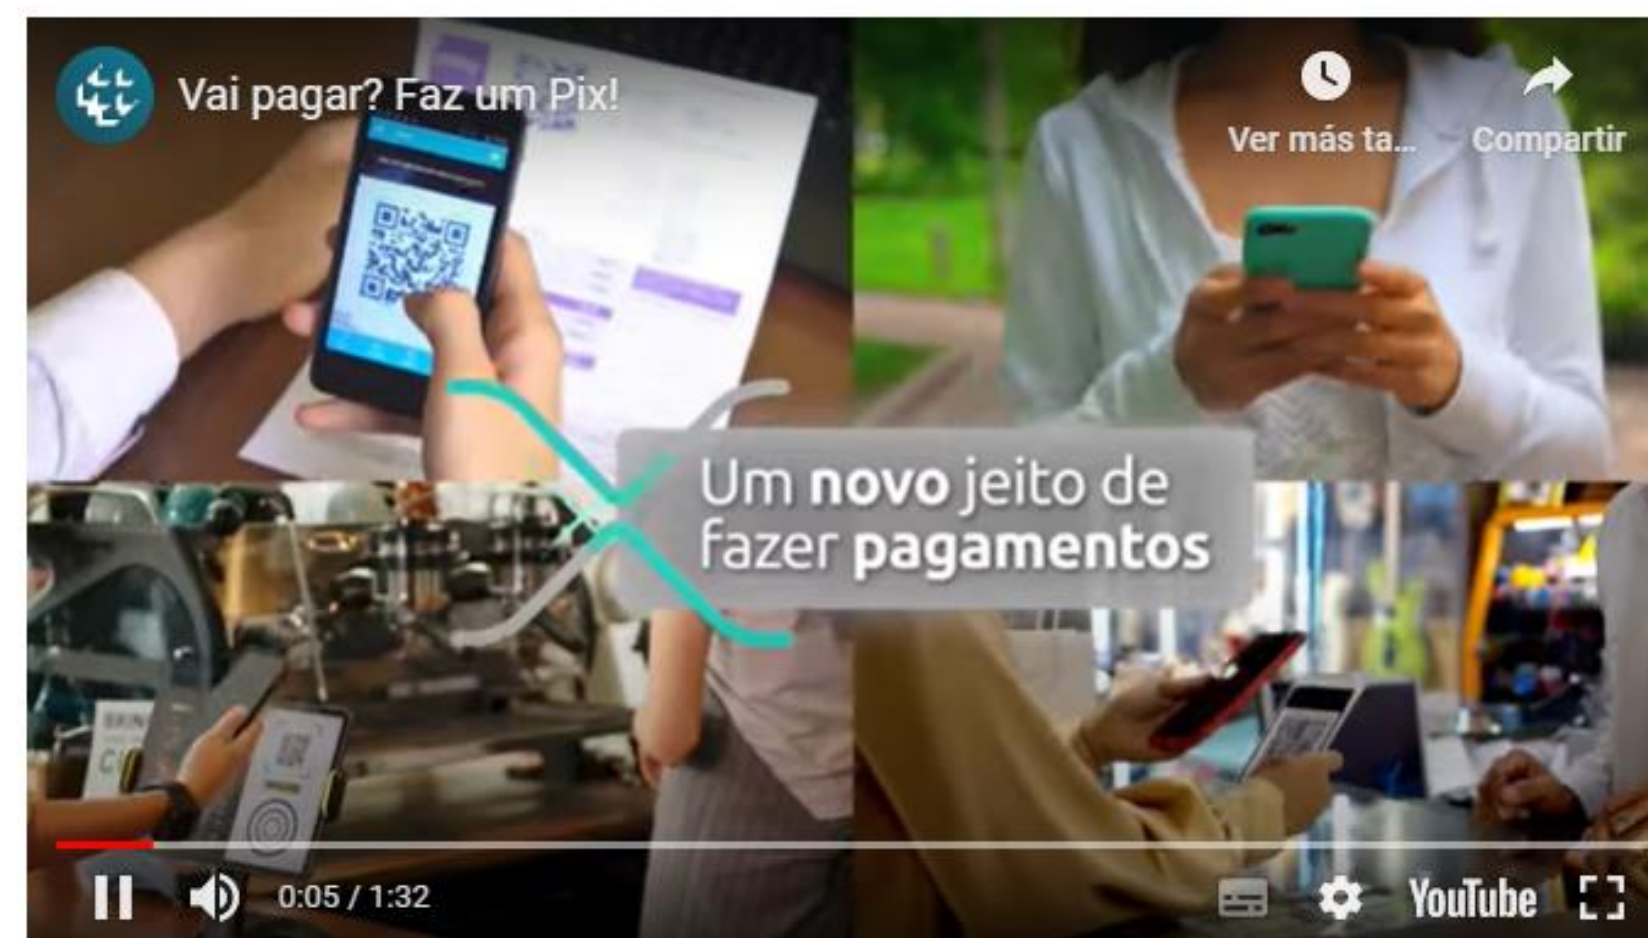 Vai pagar? Faz um Pix!
Ver más ta...
Compartir
Um novo jeito de
fazer pagamentos
0:05 / 1:32
YouTube